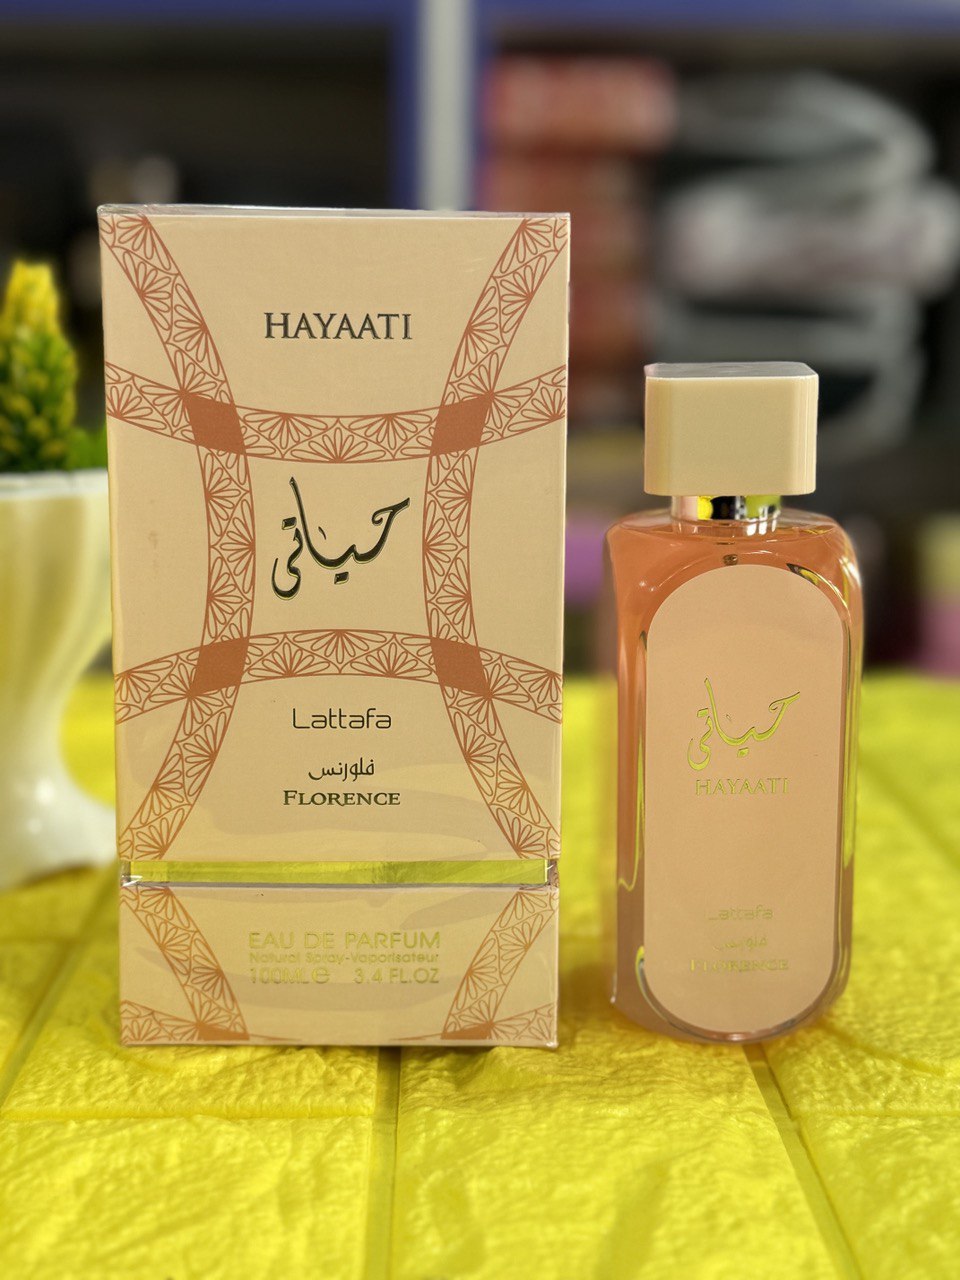 HAYAATI
حياتي
Lattafa
فلورنس
FLORENCE
EAU DE PARFUM
Natural Spray-Vaporisateur
100ML℮ 3.4 FL.OZ
حياتي
HAYAATI
Lattafa
فلورنس
FLORENCE